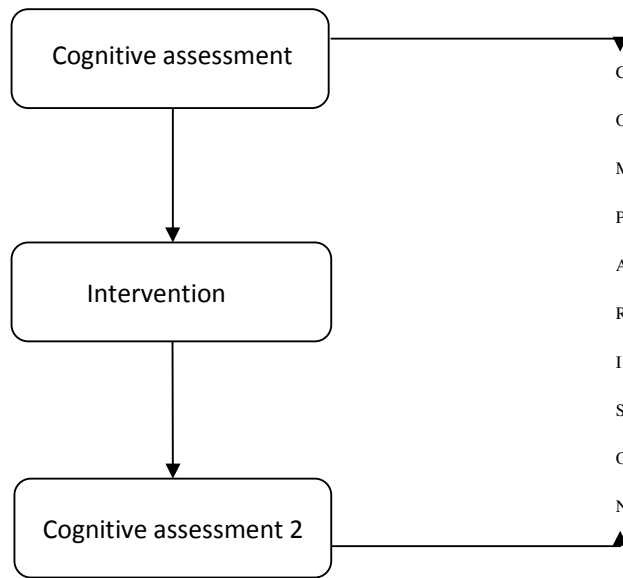 Cognitive assessment
Intervention
Cognitive assessment 2
C
O
M
P
A
R
I
S
O
N